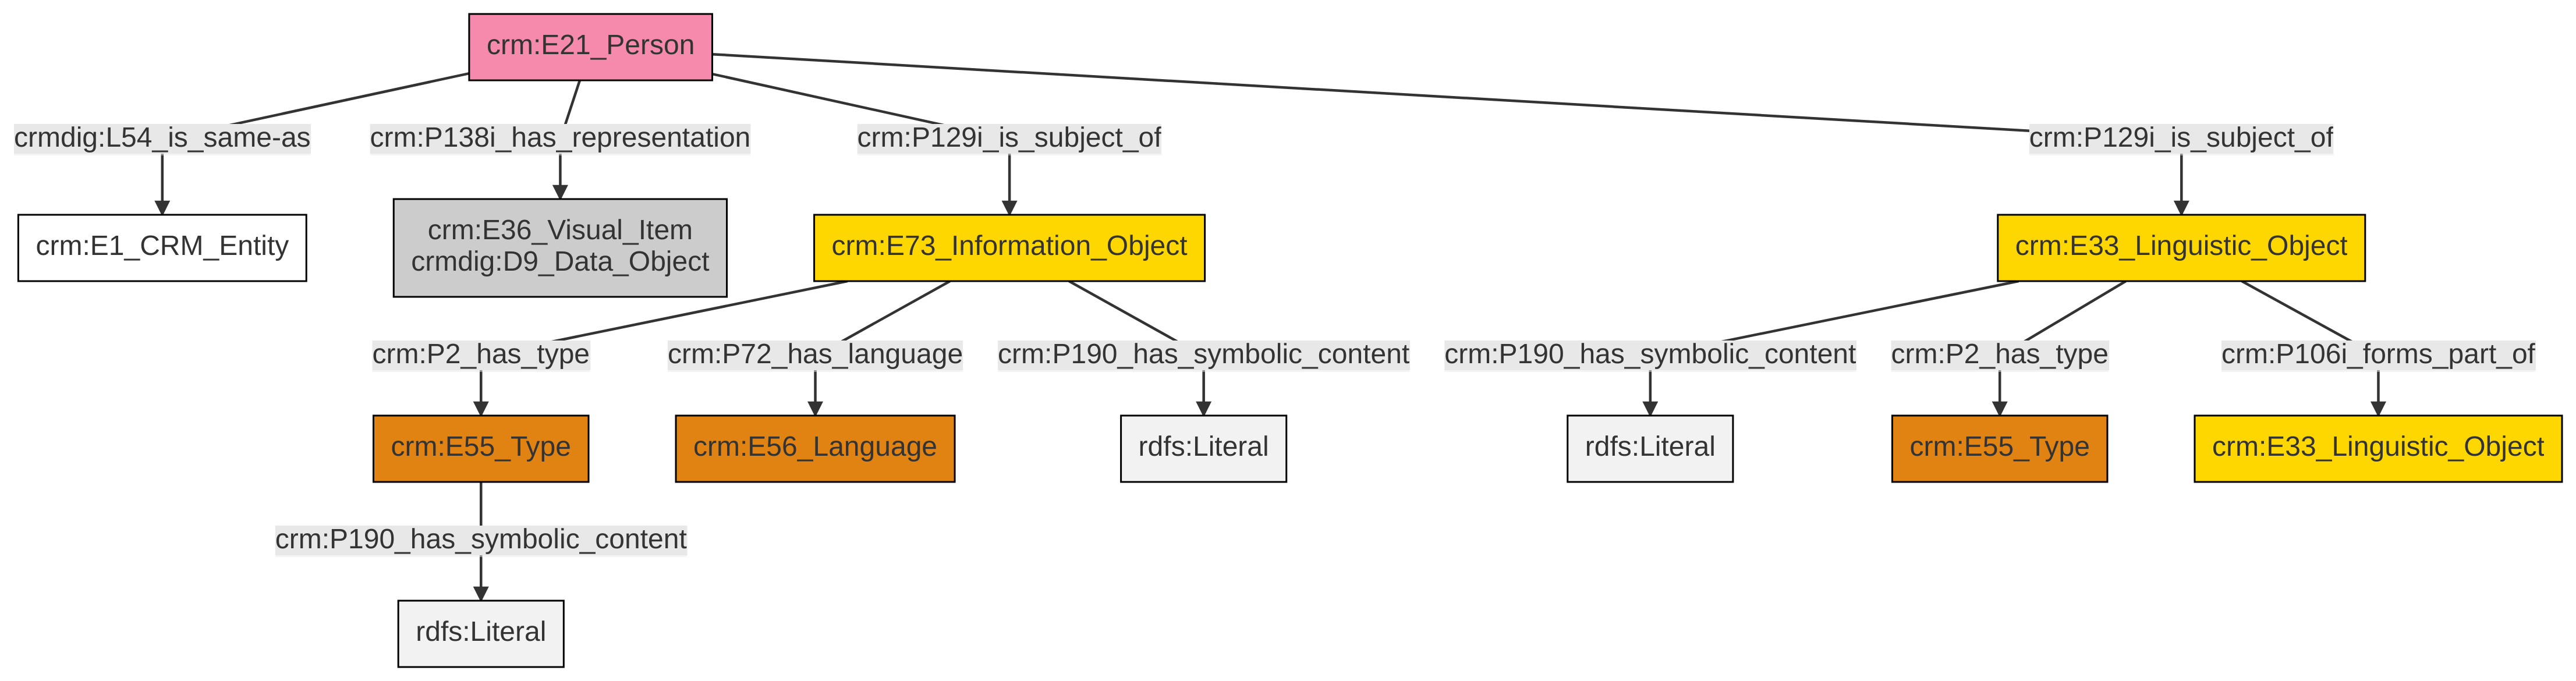 crm:E21_Person
crmdig:L54_is_same-as
crm:P138i_has_representation
crm:P129i_is_subject_of
crm:P129i_is_subject_of
crm:E1_CRM_Entity
crm:E36_Visual_Item
crmdig:D9_Data_Object
crm:E73_Information_Object
crm:E33_Linguistic_Object
crm:P2_has_type
crm:P72_has_language
crm:P190_has_symbolic_content
crm:P190_has_symbolic_content
crm:P2_has_type
crm:P106i_forms_part_of
crm:E55_Type
crm:E56_Language
rdfs:Literal
rdfs:Literal
crm:E55_Type
crm:E33_Linguistic_Object
crm:P190_has_symbolic_content
rdfs:Literal